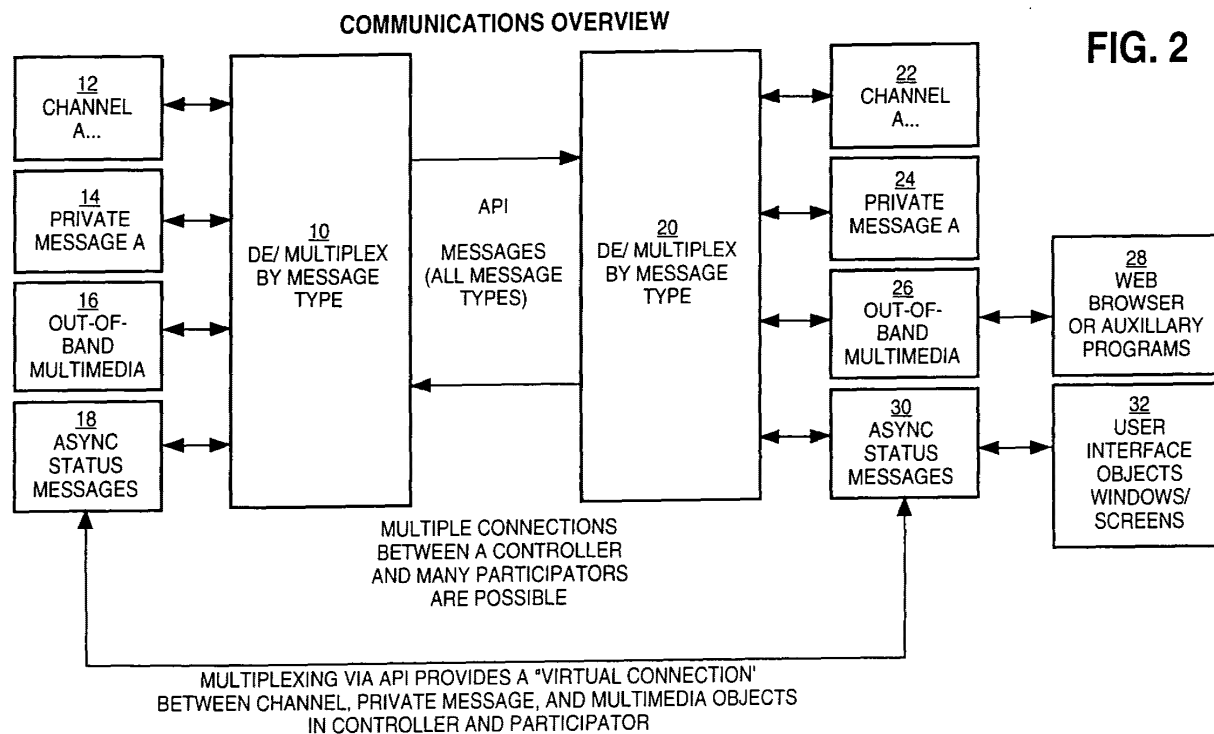 COMMUNICATIONS OVERVIEW
FIG. 2
12
CHANNEL
A...
14
PRIVATE
MESSAGE A
16
OUT-OF-
BAND
MULTIMEDIA
18
ASYNC
STATUS
MESSAGES
10
DE/ MULTIPLEX
BY MESSAGE
TYPE
API
MESSAGES
(ALL MESSAGE
TYPES)
20
DE/ MULTIPLEX
BY MESSAGE
TYPE
22
CHANNEL
A...
24
PRIVATE
MESSAGE A
26
OUT-OF-
BAND
MULTIMEDIA
30
ASYNC
STATUS
MESSAGES
28
WEB
BROWSER
OR AUXILLARY
PROGRAMS
32
USER
INTERFACE
OBJECTS
WINDOWS/
SCREENS
MULTIPLE CONNECTIONS
BETWEEN A CONTROLLER
AND MANY PARTICIPATORS
ARE POSSIBLE
MULTIPLEXING VIA API PROVIDES A "VIRTUAL CONNECTION'
BETWEEN CHANNEL, PRIVATE MESSAGE, AND MULTIMEDIA OBJECTS
IN CONTROLLER AND PARTICIPATOR